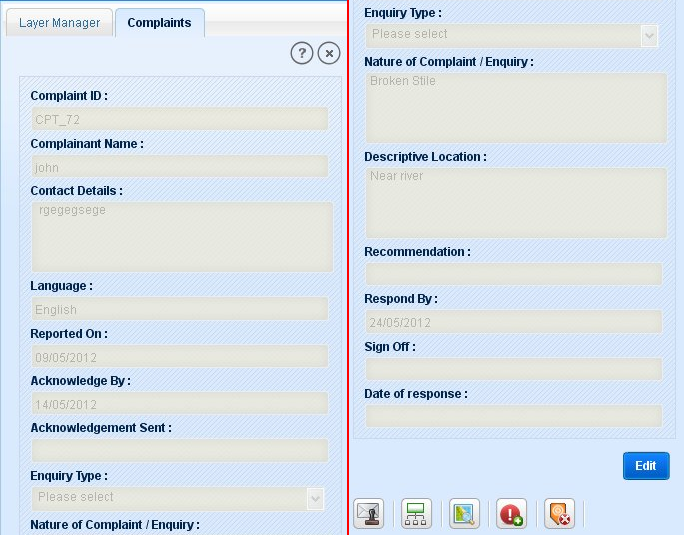 Layer Manager
Complaints
?
Complaint ID :
CPT_72
Complainant Name :
john
Contact Details :
rgegegsege
Language :
English
Reported On :
09/05/2012
Acknowledge By :
14/05/2012
Acknowledgement Sent :
Enquiry Type :
Please select
Nature of Complaint / Enquiry :
Enquiry Type :
Please select
Nature of Complaint / Enquiry :
Broken Stile
Descriptive Location :
Near river
Recommendation :
Respond By :
24/05/2012
Sign Off :
Date of response :
Edit